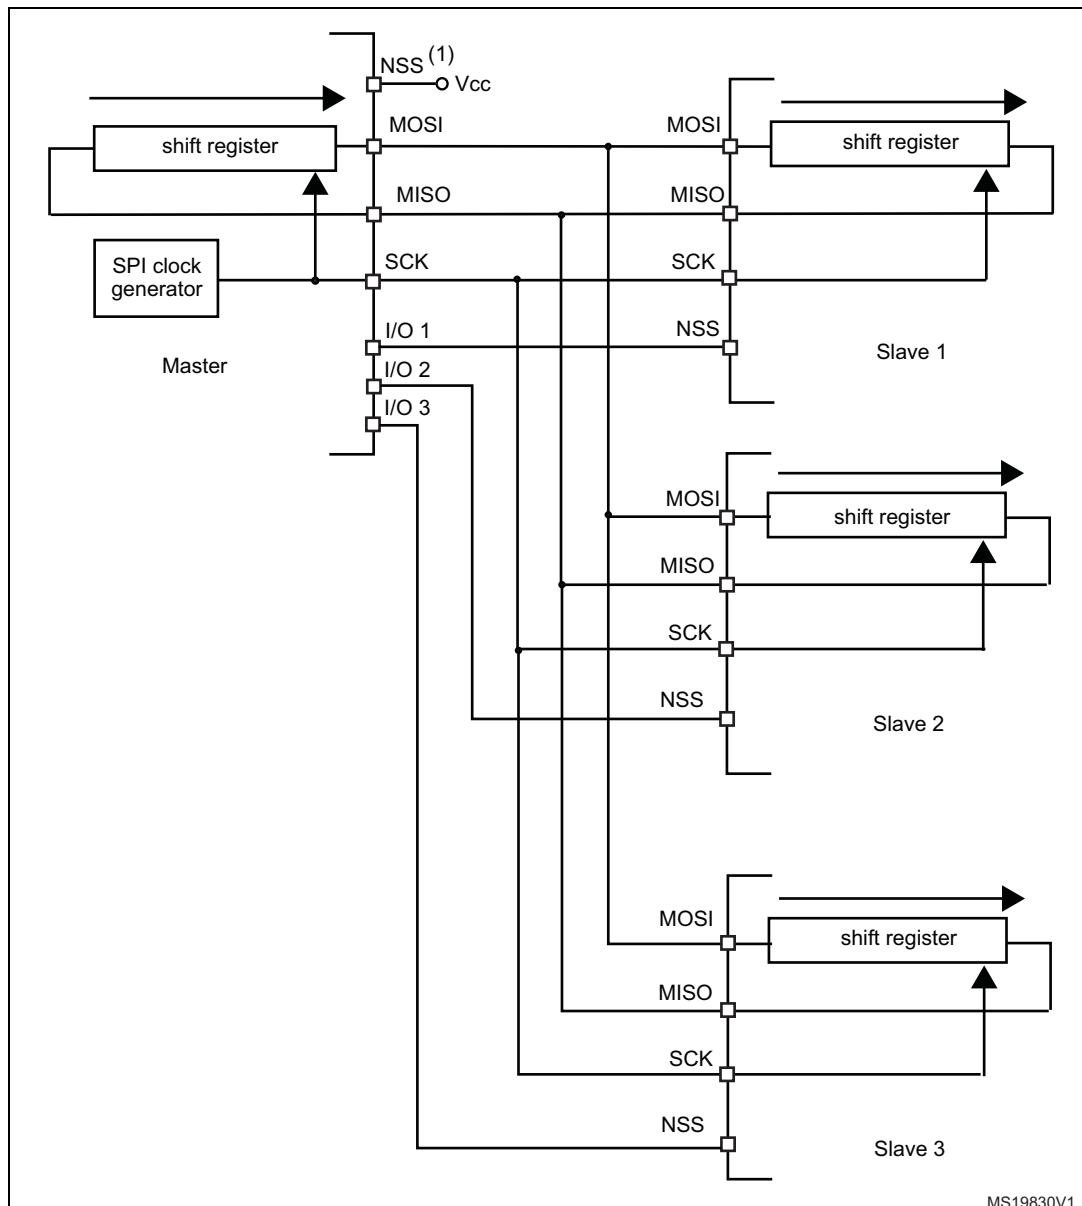 NSS (1)
Vcc
MOSI
shift register
MISO
SCK
SPI clock
generator
I/O 1
I/O 2
I/O 3
Master
MOSI
shift register
MISO
SCK
NSS
Slave 1
MOSI
shift register
MISO
SCK
NSS
Slave 2
MOSI
shift register
MISO
SCK
NSS
Slave 3
MS19830V1